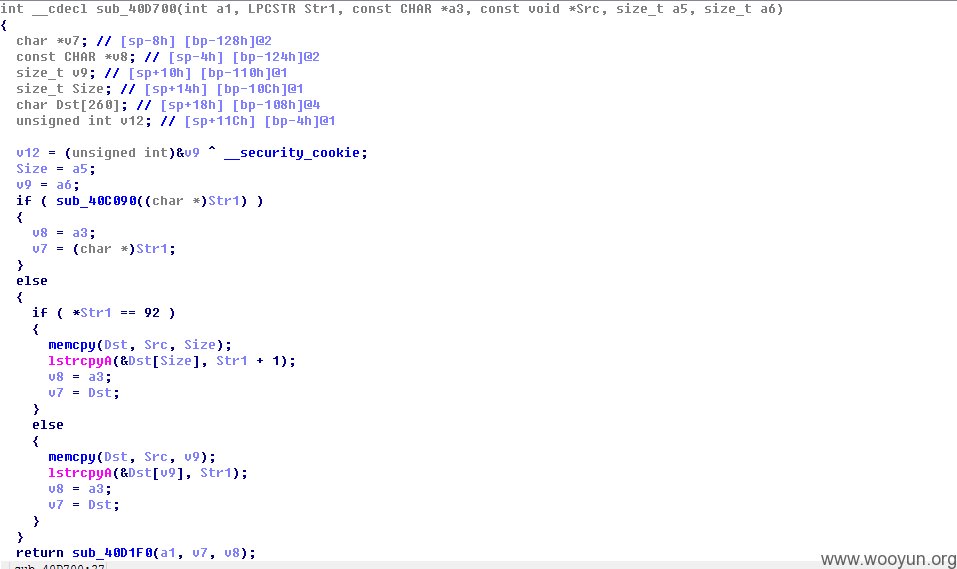 int __cdecl sub_40D700(int a1, LPCSTR Str1, const CHAR *a3, const void *Src, size_t a5, size_t a6)
{
  char *v7; // [sp-8h] [bp-128h]@2
  const CHAR *v8; // [sp-4h] [bp-124h]@2
  size_t v9; // [sp+10h] [bp-110h]@1
  size_t Size; // [sp+14h] [bp-10Ch]@1
  char Dst[260]; // [sp+18h] [bp-108h]@4
  unsigned int v12; // [sp+11Ch] [bp-4h]@1

  v12 = (unsigned int)&v9 ^ __security_cookie;
  Size = a5;
  v9 = a6;
  if ( sub_40C090((char *)Str1) )
  {
    v8 = a3;
    v7 = (char *)Str1;
  }
  else
  {
    if ( *Str1 == 92 )
    {
      memcpy(Dst, Src, Size);
      lstrcpyA(&Dst[Size], Str1 + 1);
      v8 = a3;
      v7 = Dst;
    }
    else
    {
      memcpy(Dst, Src, v9);
      lstrcpyA(&Dst[v9], Str1);
      v8 = a3;
      v7 = Dst;
    }
  }
  return sub_40D1F0(a1, v7, v8);
www.wooyun.org